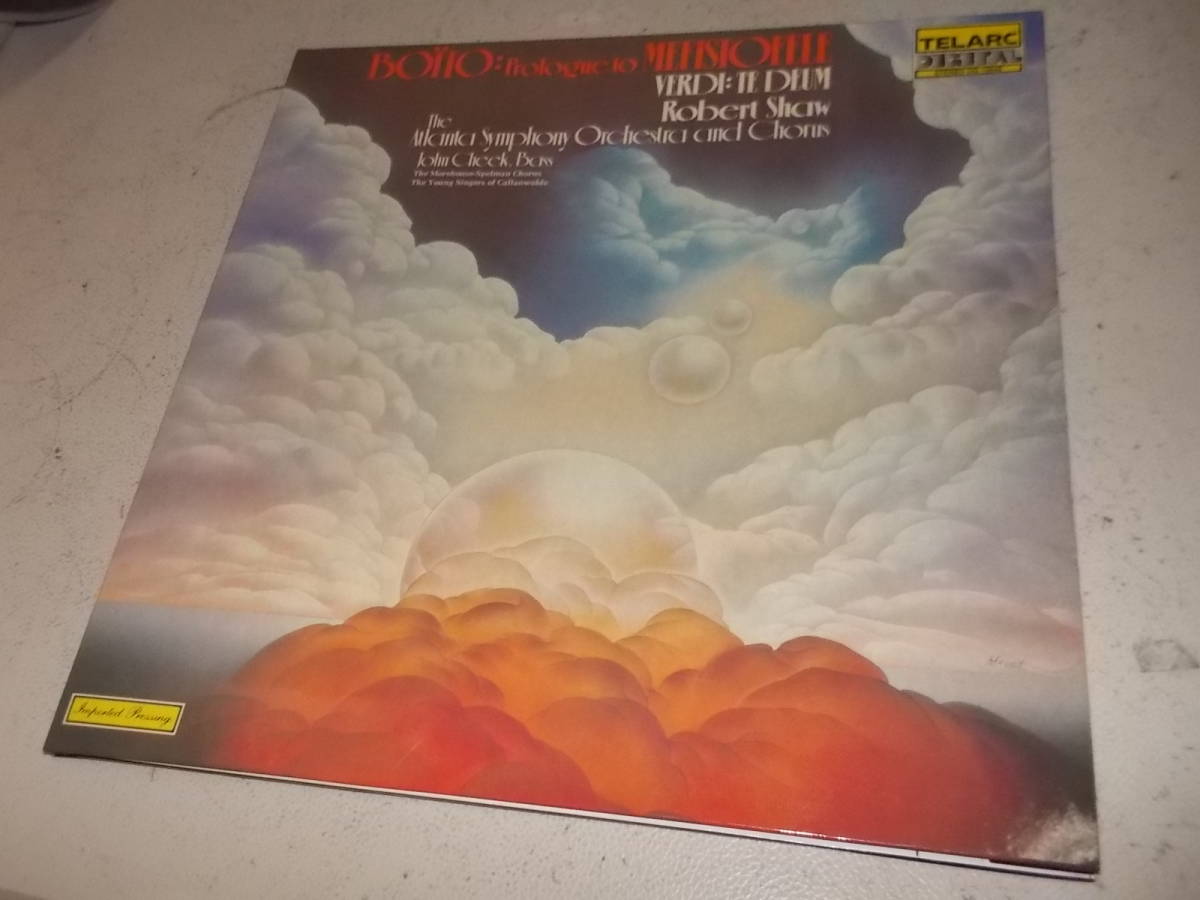 BOÏTO: Prologue to MEFISTOFELE
VERDI: TE DEUM
Robert Shaw
The
Atlanta Symphony Orchestra and Chorus
John Cheek, Bass
The Morehouse-Spelman Chorus
The Young Singers of Callanwolde
TELARC
DIGITAL
Imported Pressing